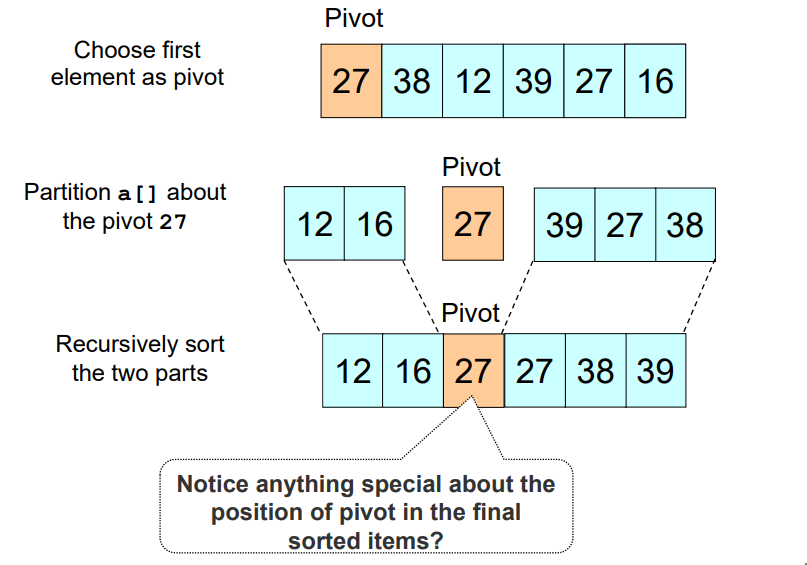 Pivot
Choose first
element as pivot
27 38 12 39 27 16
Pivot
Partition a[] about
the pivot 27
12 16 27 39 27 38
Pivot
Recursively sort
the two parts
12 16 27 27 38 39
Notice anything special about the
position of pivot in the final
sorted items?